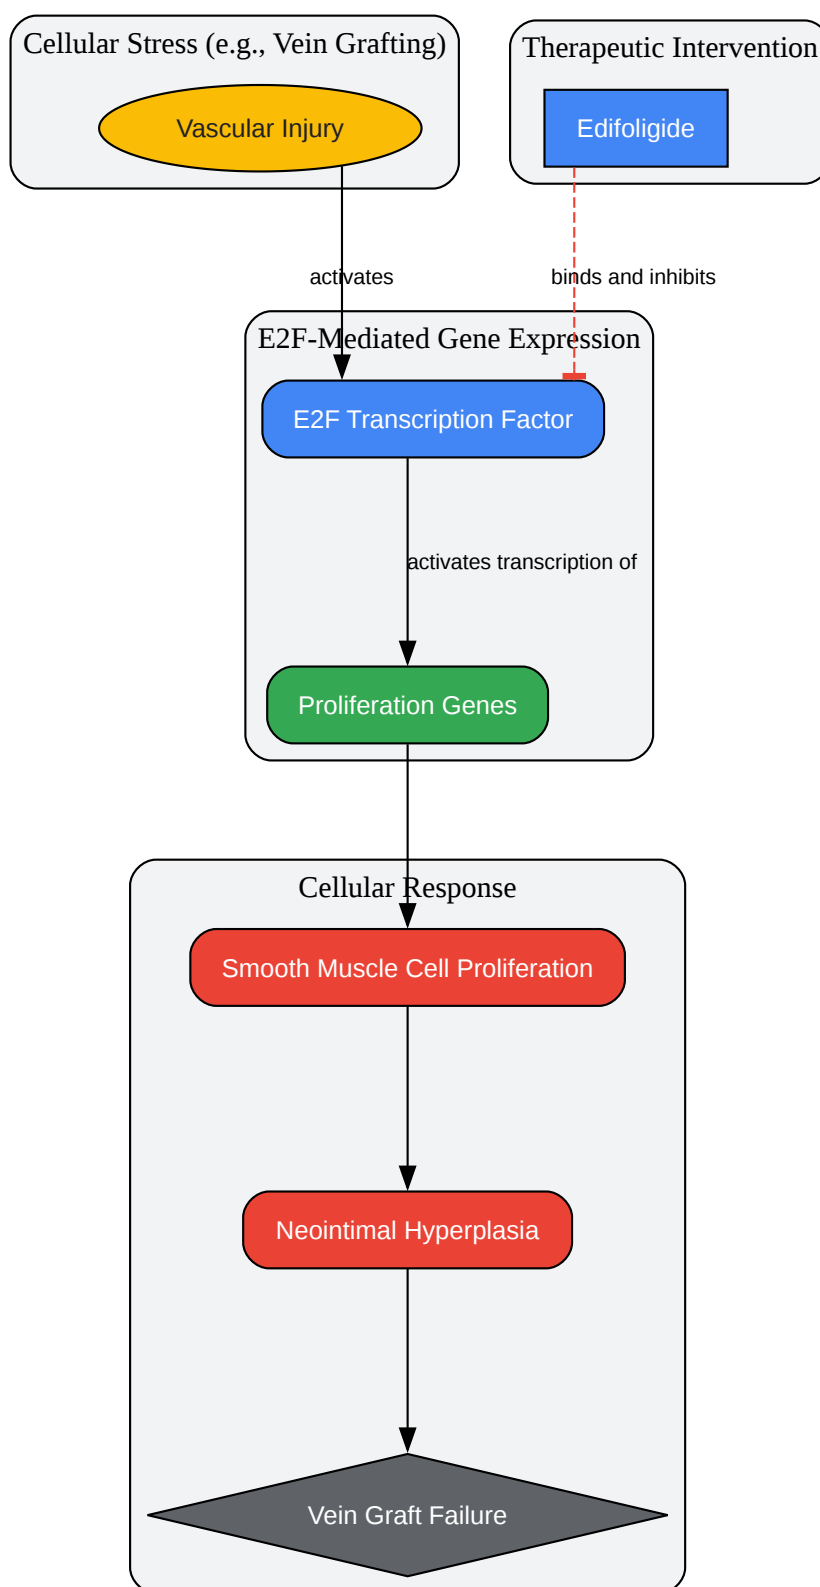 Cellular Stress (e.g., Vein Grafting)
Therapeutic Intervention
Vascular Injury
Edifoligide
activates
binds and inhibits
E2F-Mediated Gene Expression
E2F Transcription Factor
activates transcription of
Proliferation Genes
Cellular Response
Smooth Muscle Cell Proliferation
Neointimal Hyperplasia
Vein Graft Failure